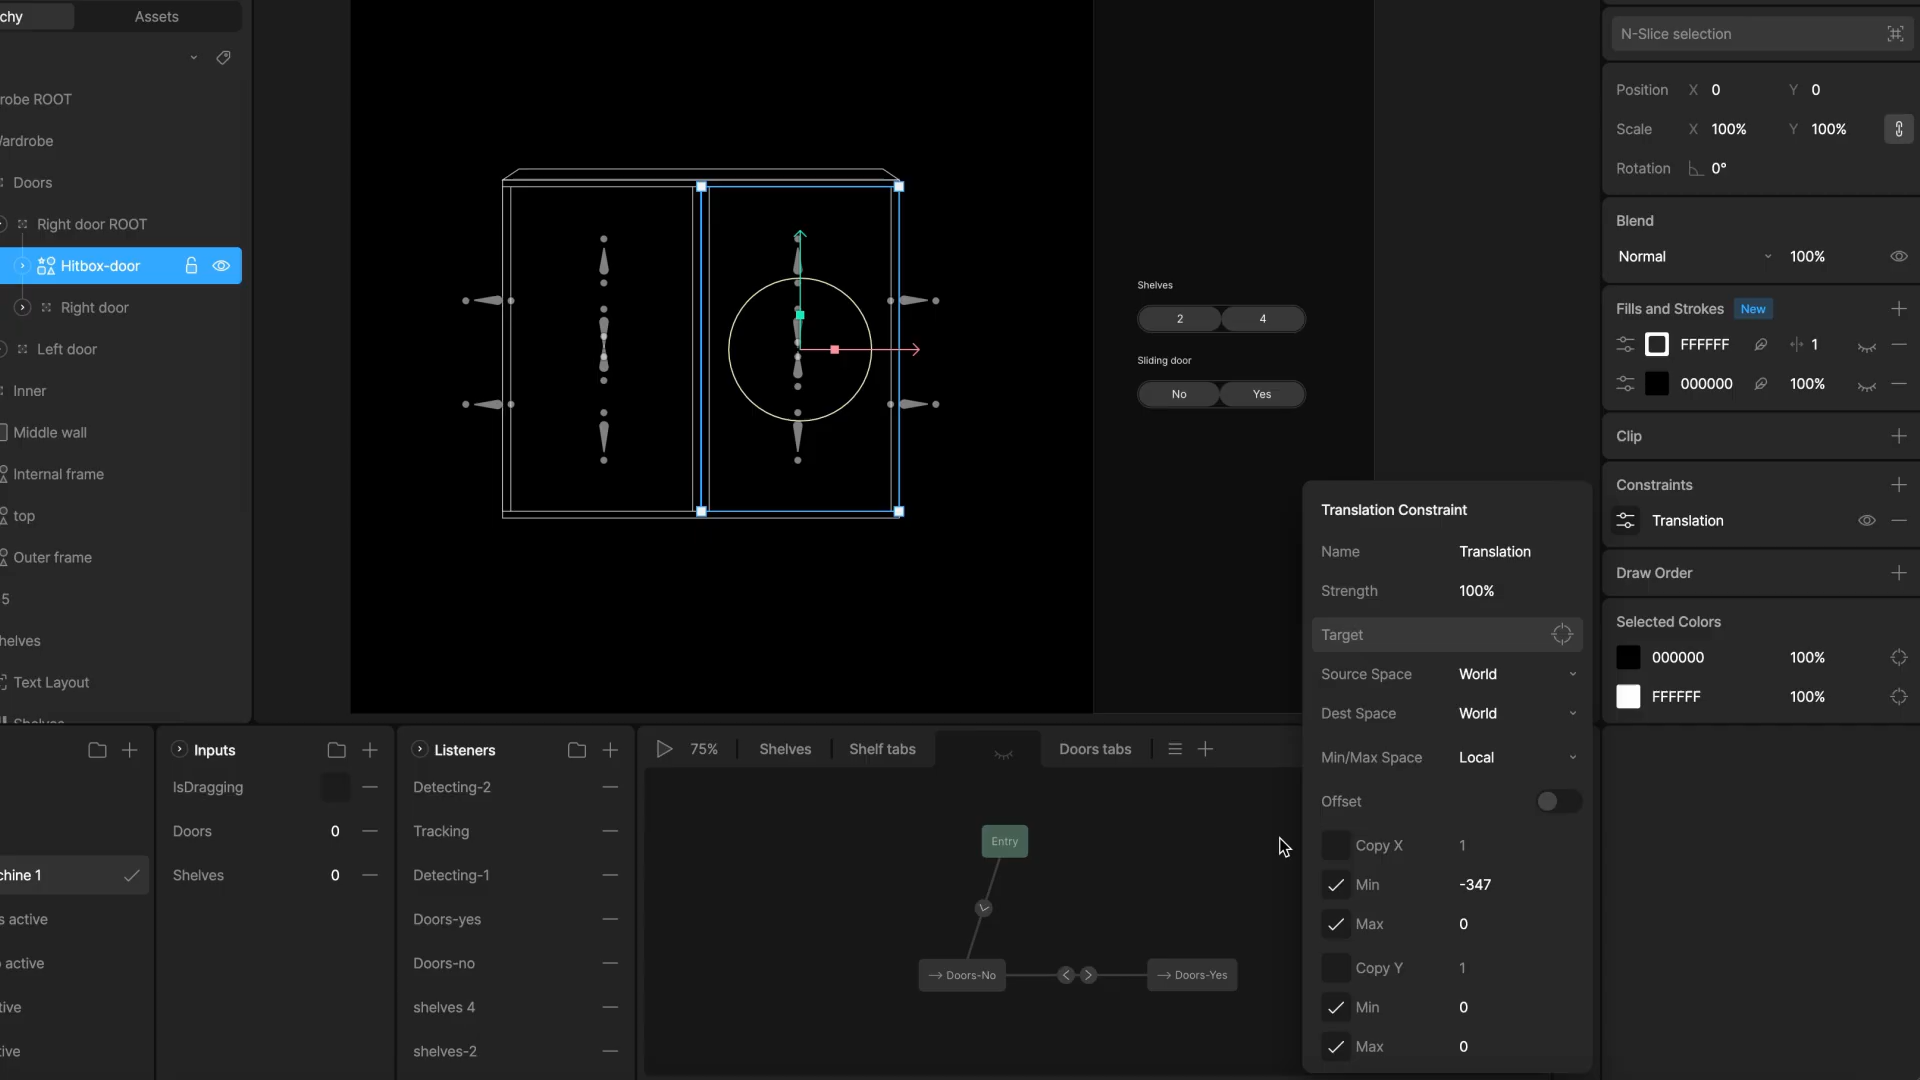 chy
Assets
robe ROOT
Wardrobe
Doors
Right door ROOT
Hitbox-door
Right door
Left door
Inner
Middle wall
Internal frame
top
Outer frame
5
helves
Text Layout
Shelves
Shelves
2
4
Sliding door
No
Yes
N-Slice selection
Position X 0 Y 0
Scale X 100% Y 100%
Rotation 0°
Blend
Normal 100%
Fills and Strokes New
FFFFFF 1
000000 100%
Clip
Constraints
Translation
Draw Order
Selected Colors
000000 100%
FFFFFF 100%
Translation Constraint
Name Translation
Strength 100%
Target
Source Space World
Dest Space World
Min/Max Space Local
Offset
Copy X 1
Min -347
Max 0
Copy Y 1
Min 0
Max 0
chine 1
s active
o active
tive
tive
Inputs
IsDragging
Doors 0
Shelves 0
Listeners
Detecting-2
Tracking
Detecting-1
Doors-yes
Doors-no
shelves 4
shelves-2
75%
Shelves
Shelf tabs
Doors tabs
Entry
Doors-No
Doors-Yes